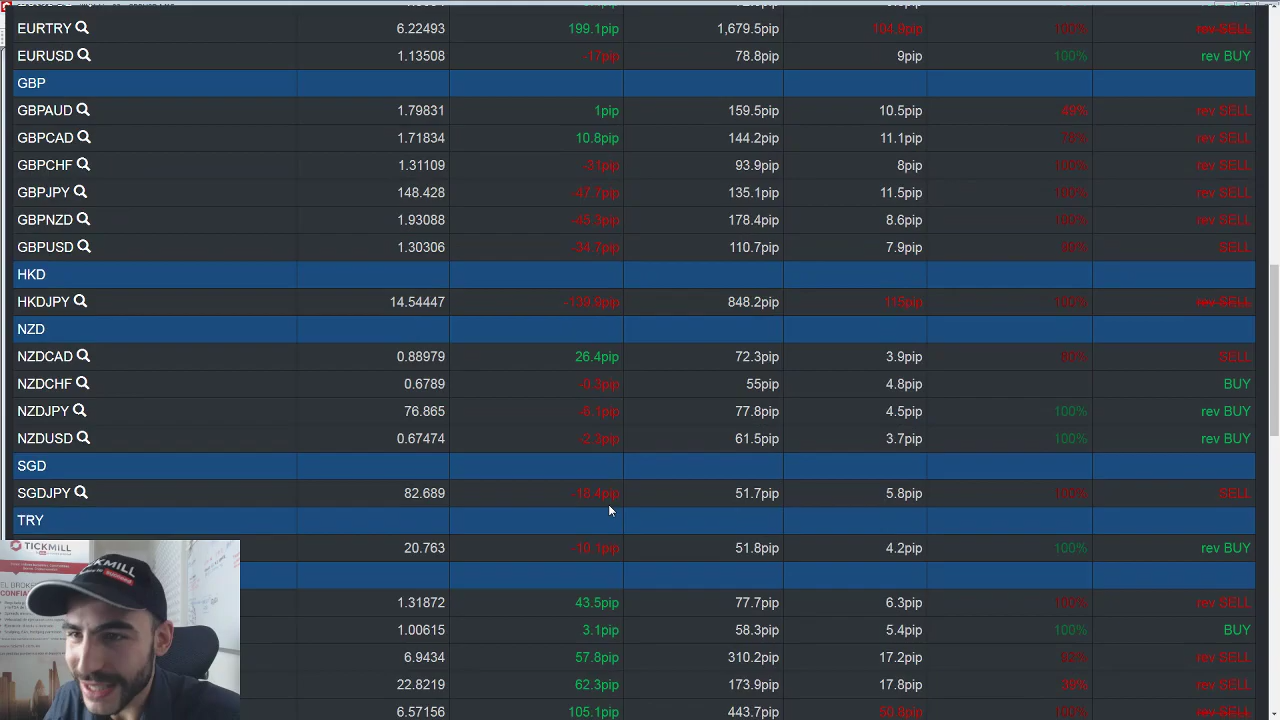 EURTRY 6.22493 199.1pip 1,679.5pip 104.9pip 100% rev SELL
EURUSD 1.13508 -17pip 78.8pip 9pip 100% rev BUY
GBP
GBPAUD 1.79831 1pip 159.5pip 10.5pip 49% rev SELL
GBPCAD 1.71834 10.8pip 144.2pip 11.1pip rev SELL
GBPCHF 1.31109 -31pip 93.9pip 8pip 100% rev SELL
GBPJPY 148.428 -47.7pip 135.1pip 11.5pip 100% rev SELL
GBPNZD 1.93088 -45.3pip 178.4pip 8.6pip 100% rev SELL
GBPUSD 1.30306 -34.7pip 110.7pip 7.9pip SELL
HKD
HKDJPY 14.54447 -139.9pip 848.2pip 115pip 100% rev SELL
NZD
NZDCAD 0.88979 26.4pip 72.3pip 3.9pip SELL
NZDCHF 0.6789 -0.3pip 55pip 4.8pip BUY
NZDJPY 76.865 -6.1pip 77.8pip 4.5pip 100% rev BUY
NZDUSD 0.67474 -2.3pip 61.5pip 3.7pip 100% rev BUY
SGD
SGDJPY 82.689 -18.4pip 51.7pip 5.8pip 100% SELL
TRY
20.763 -10.1pip 51.8pip 4.2pip 100% rev BUY
1.31872 43.5pip 77.7pip 6.3pip 100% rev SELL
1.00615 3.1pip 58.3pip 5.4pip 100% BUY
6.9434 57.8pip 310.2pip 17.2pip rev SELL
22.8219 62.3pip 173.9pip 17.8pip rev SELL
6.57156 105.1pip 443.7pip 50.8pip 100% rev SELL
TICKMILL
EL BROKER
CONFIA
TICKMILL